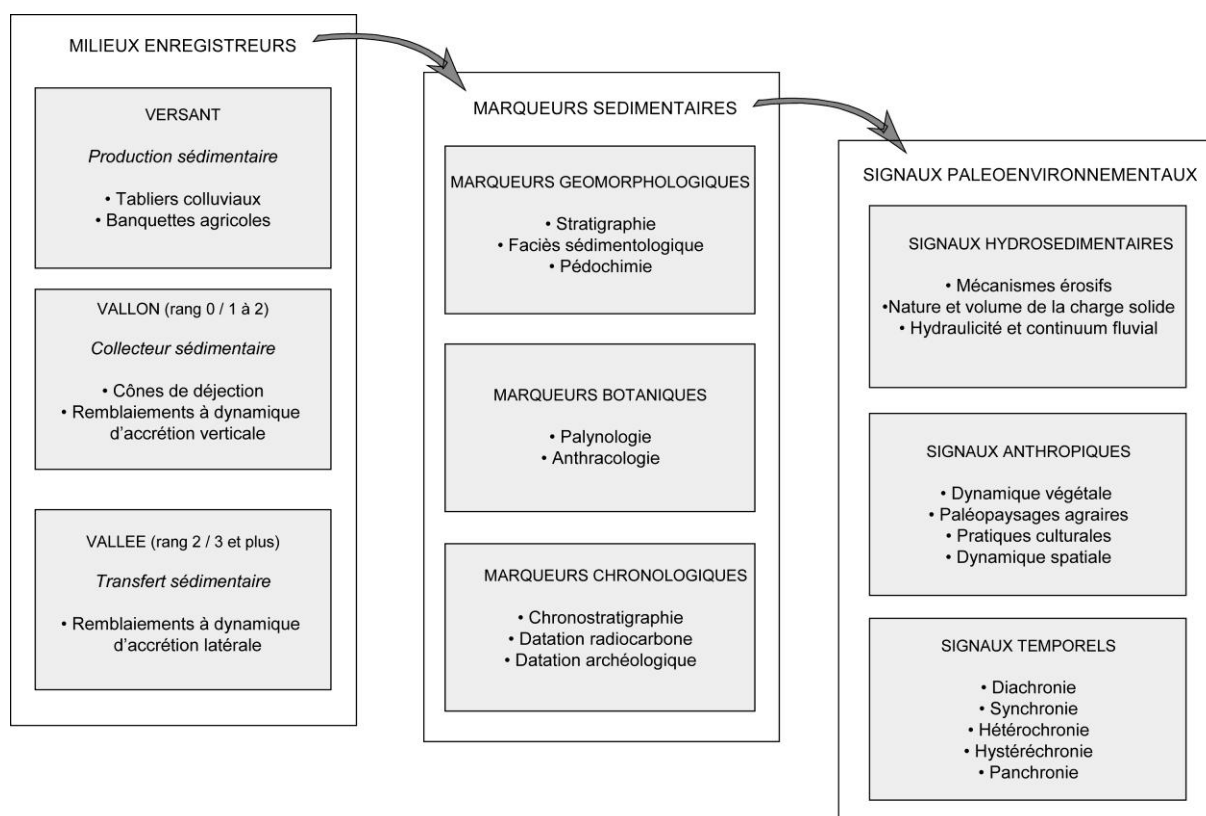 MILIEUX ENREGISTREURS
VERSANT
Production sédimentaire
• Tabliers colluviaux
• Banquettes agricoles
VALLON (rang 0 / 1 à 2)
Collecteur sédimentaire
• Cônes de déjection
• Remblaiements à dynamique
d'accrétion verticale
VALLEE (rang 2 / 3 et plus)
Transfert sédimentaire
• Remblaiements à dynamique
d'accrétion latérale
MARQUEURS SEDIMENTAIRES
MARQUEURS GEOMORPHOLOGIQUES
• Stratigraphie
• Faciès sédimentologique
• Pédochimie
MARQUEURS BOTANIQUES
• Palynologie
• Anthracologie
MARQUEURS CHRONOLOGIQUES
• Chronostratigraphie
• Datation radiocarbone
• Datation archéologique
SIGNAUX PALEOENVIRONNEMENTAUX
SIGNAUX HYDROSEDIMENTAIRES
• Mécanismes érosifs
•Nature et volume de la charge solide
• Hydraulicité et continuum fluvial
SIGNAUX ANTHROPIQUES
• Dynamique végétale
• Paléopaysages agraires
• Pratiques culturales
• Dynamique spatiale
SIGNAUX TEMPORELS
• Diachronie
• Synchronie
• Hétérochronie
• Hystéréchronie
• Panchronie